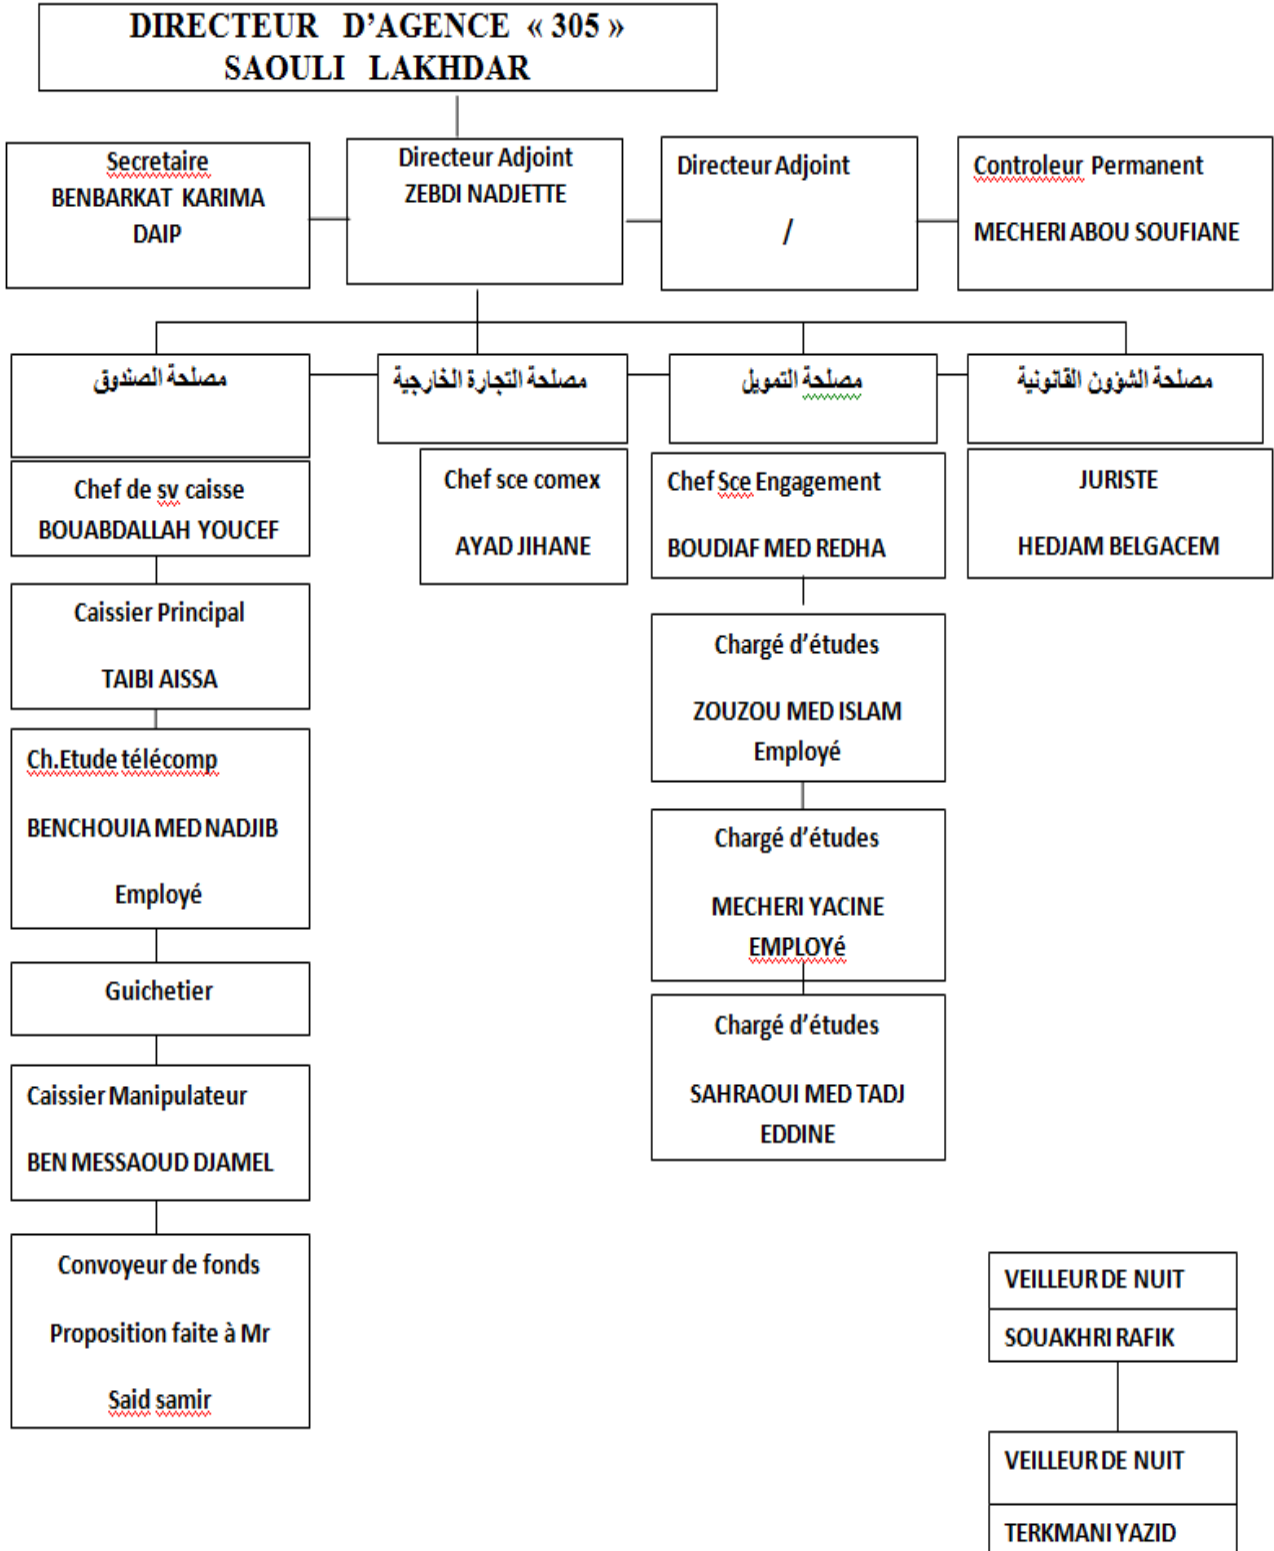 DIRECTEUR D’AGENCE « 305 »
SAOULI LAKHDAR
Secretaire
BENBARKAT KARIMA
DAIP
Directeur Adjoint
ZEBDI NADJETTE
Directeur Adjoint
/
Controleur Permanent
MECHERI ABOU SOUFIANE
مصلحة الصندوق
مصلحة التجارة الخارجية
مصلحة التمويل
مصلحة الشؤون القانونية
Chef de sv caisse
BOUABDALLAH YOUCEF
Caissier Principal
TAIBI AISSA
Ch.Etude télécomp
BENCHOUIA MED NADJIB
Employé
Guichetier
Caissier Manipulateur
BEN MESSAOUD DJAMEL
Convoyeur de fonds
Proposition faite à Mr
Said samir
Chef sce comex
AYAD JIHANE
Chef Sce Engagement
BOUDIAF MED REDHA
Chargé d’études
ZOUZOU MED ISLAM
Employé
Chargé d’études
MECHERI YACINE
EMPLOYé
Chargé d’études
SAHRAOUI MED TADJ
EDDINE
JURISTE
HEDJAM BELGACEM
VEILLEUR DE NUIT
SOUAKHRI RAFIK
VEILLEUR DE NUIT
TERKMANI YAZID